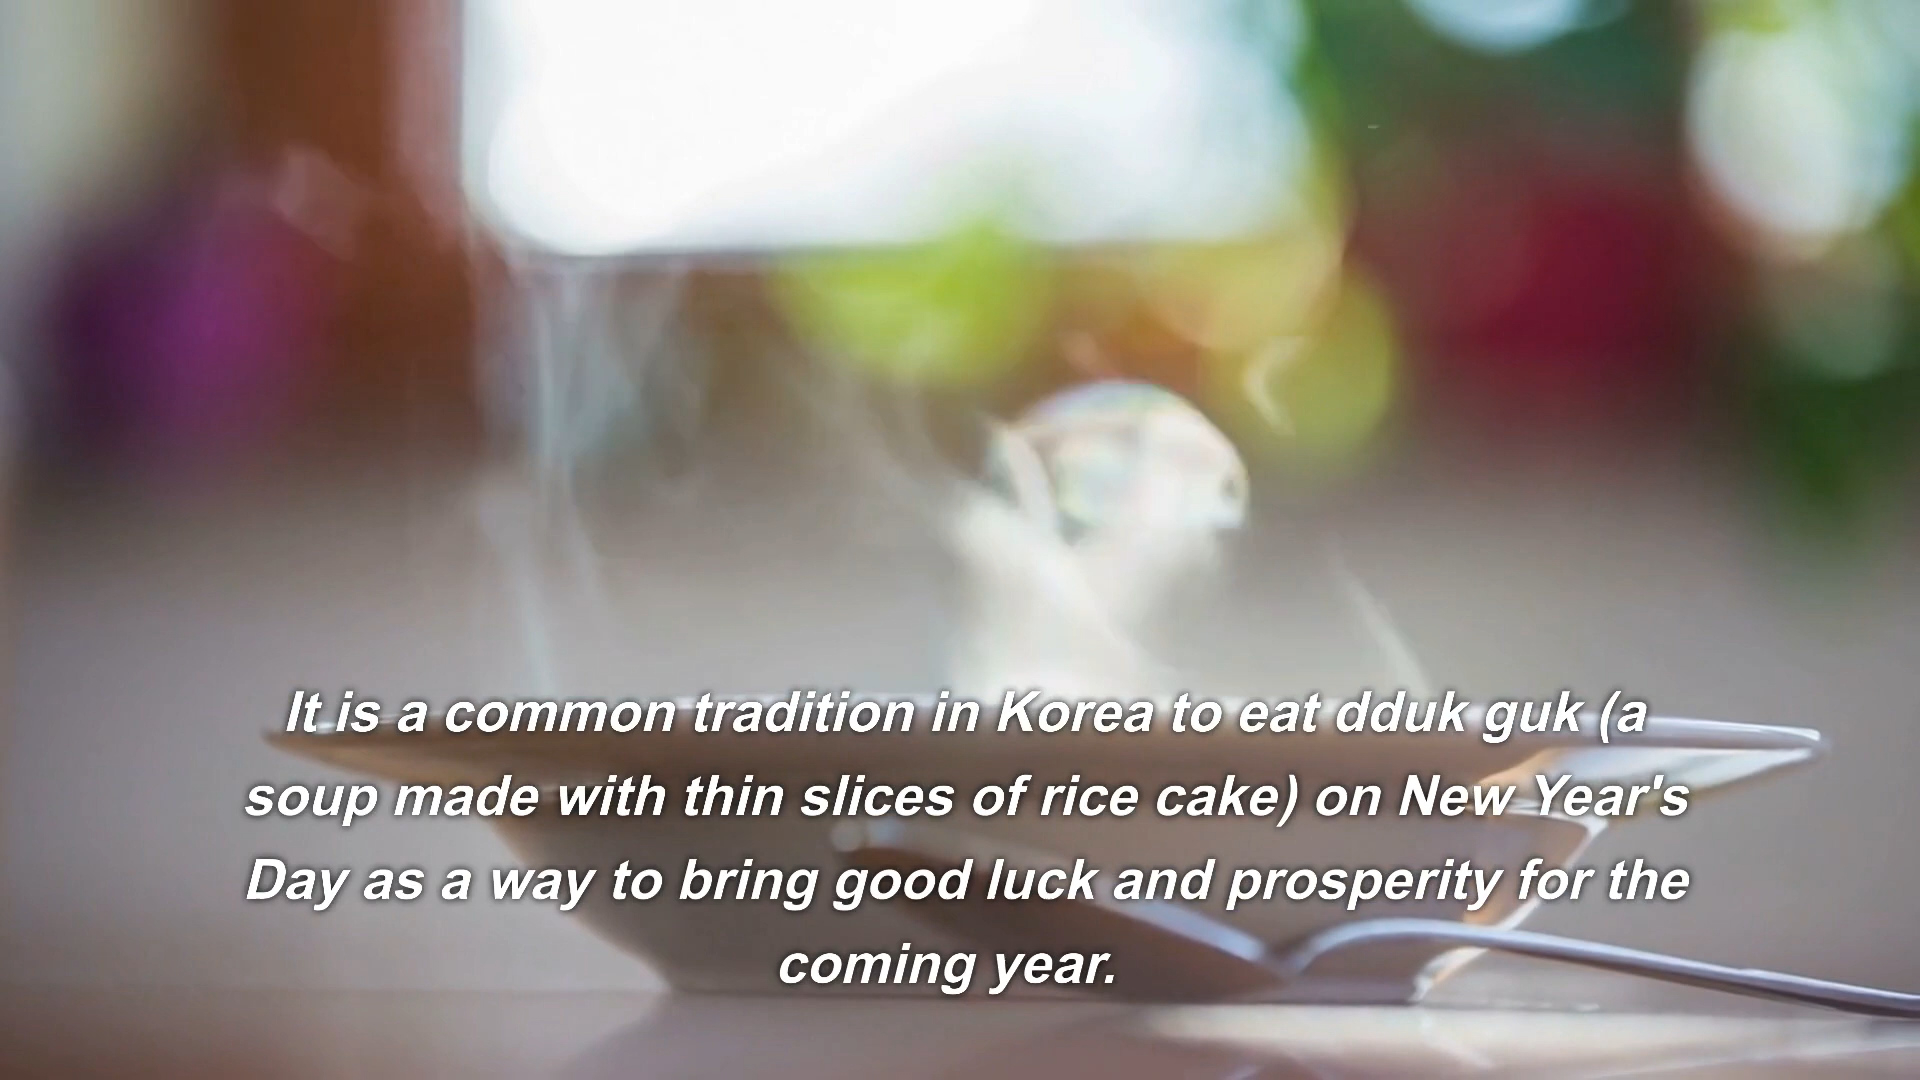 It is a common tradition in Korea to eat dduk guk (a
soup made with thin slices of rice cake) on New Year's
Day as a way to bring good luck and prosperity for the
coming year.